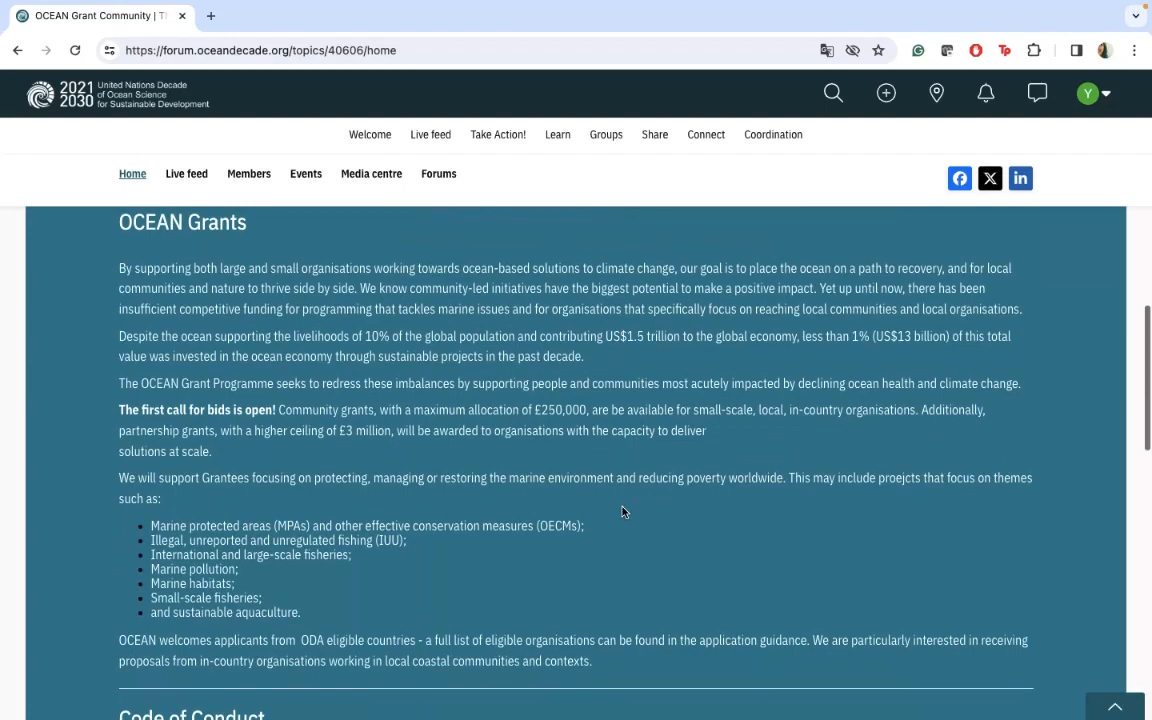 OCEAN Grant Community | Th
https://forum.oceandecade.org/topics/40606/home
2021
2030
United Nations Decade
of Ocean Science
for Sustainable Development
Y
Welcome
Live feed
Take Action!
Learn
Groups
Share
Connect
Coordination
Home
Live feed
Members
Events
Media centre
Forums
OCEAN Grants
By supporting both large and small organisations working towards ocean-based solutions to climate change, our goal is to place the ocean on a path to recovery, and for local
communities and nature to thrive side by side. We know community-led initiatives have the biggest potential to make a positive impact. Yet up until now, there has been
insufficient competitive funding for programming that tackles marine issues and for organisations that specifically focus on reaching local communities and local organisations.
Despite the ocean supporting the livelihoods of 10% of the global population and contributing US$1.5 trillion to the global economy, less than 1% (US$13 billion) of this total
value was invested in the ocean economy through sustainable projects in the past decade.
The OCEAN Grant Programme seeks to redress these imbalances by supporting people and communities most acutely impacted by declining ocean health and climate change.
The first call for bids is open! Community grants, with a maximum allocation of £250,000, are be available for small-scale, local, in-country organisations. Additionally,
partnership grants, with a higher ceiling of £3 million, will be awarded to organisations with the capacity to deliver
solutions at scale.
We will support Grantees focusing on protecting, managing or restoring the marine environment and reducing poverty worldwide. This may include proejcts that focus on themes
such as:
Marine protected areas (MPAs) and other effective conservation measures (OECMs);
Illegal, unreported and unregulated fishing (IUU);
International and large-scale fisheries;
Marine pollution;
Marine habitats;
Small-scale fisheries;
and sustainable aquaculture.
OCEAN welcomes applicants from ODA eligible countries - a full list of eligible organisations can be found in the application guidance. We are particularly interested in receiving
proposals from in-country organisations working in local coastal communities and contexts.
Code of Conduct